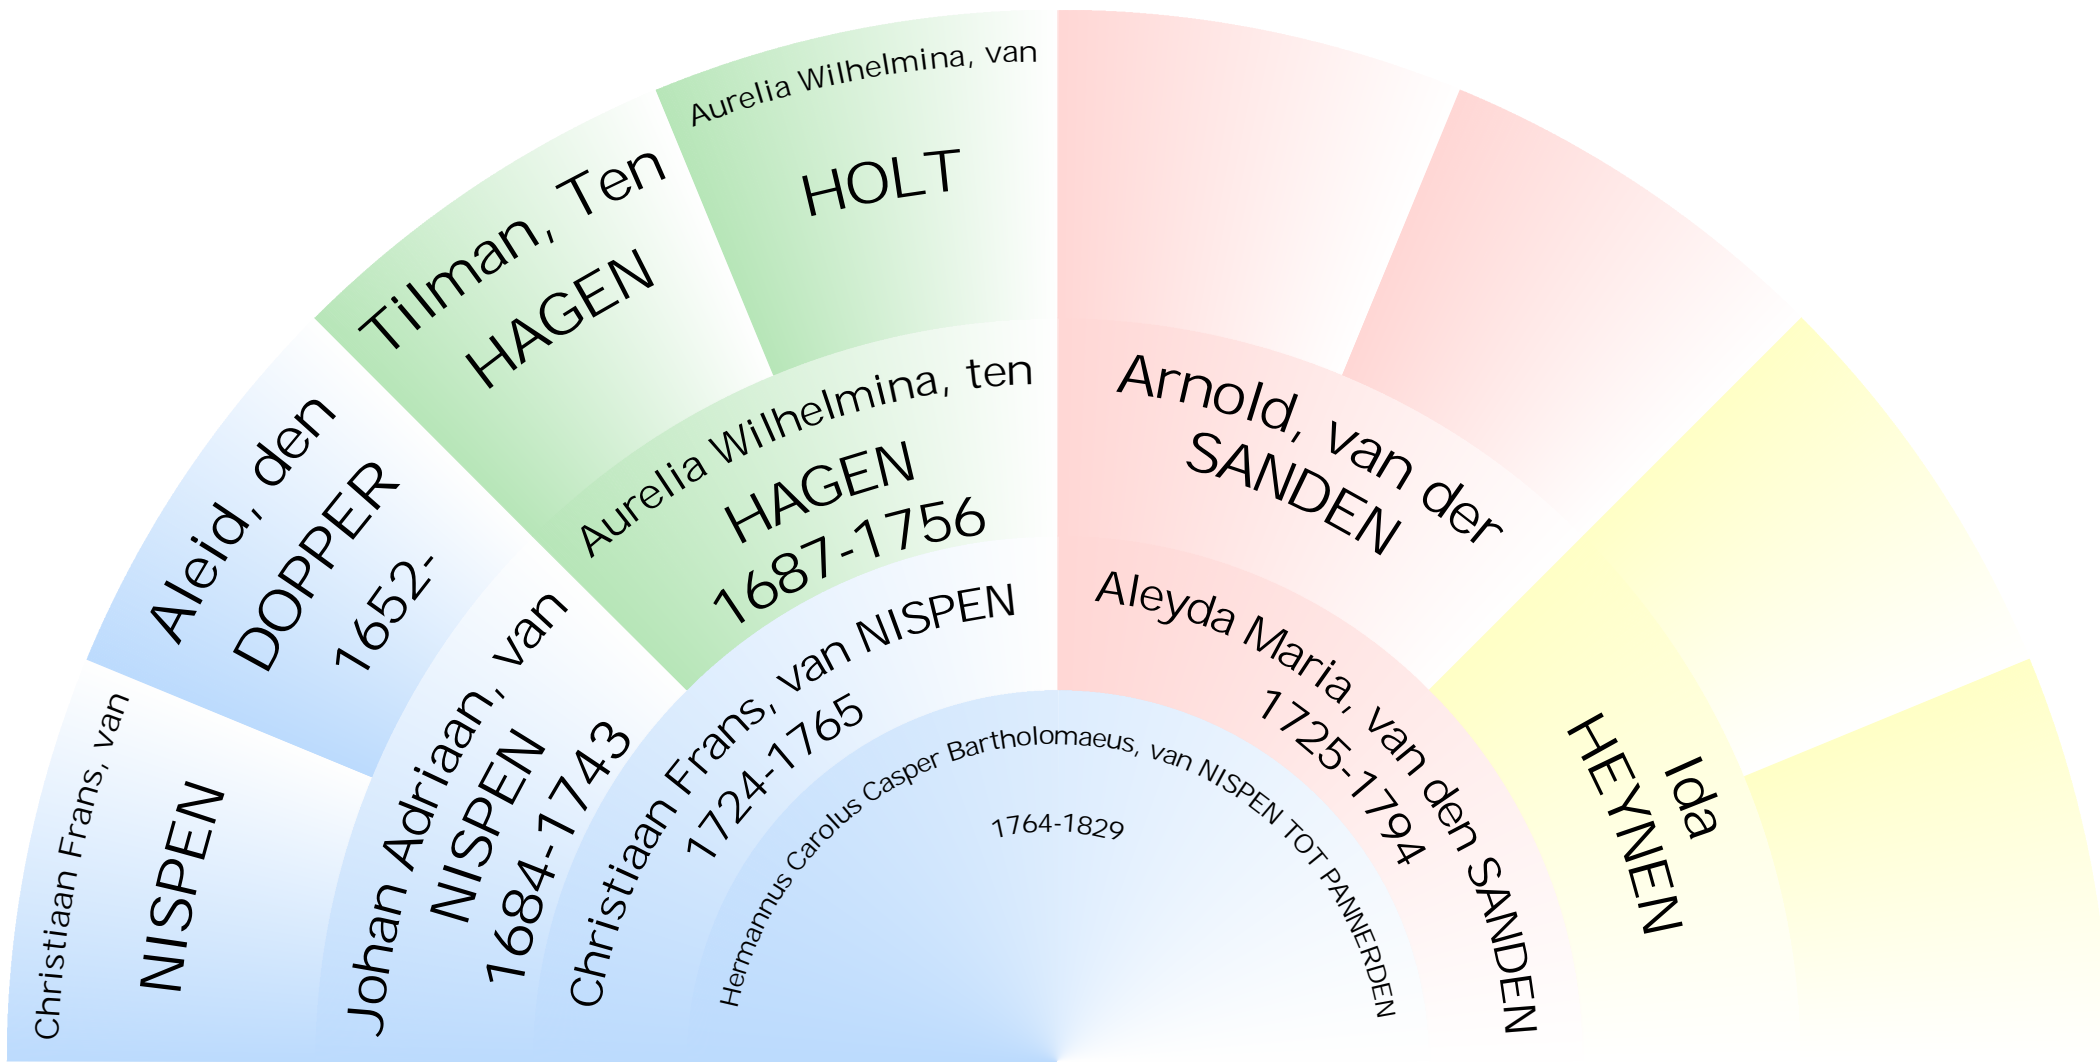 Christiaan Frans, van
NISPEN
Aleid, den
DOPPER
1652-
Tilman, Ten
HAGEN
Aurelia Wilhelmina, van
HOLT
Johan Adriaan, van
NISPEN
1684-1743
Aurelia Wilhelmina, ten
HAGEN
1687-1756
Arnold, van der
SANDEN
Ida
HEYNEN
Christiaan Frans, van NISPEN
1724-1765
Aleyda Maria, van den SANDEN
1725-1794
Hermannus Carolus Casper Bartholomaeus, van NISPEN TOT PANNERDEN
1764-1829